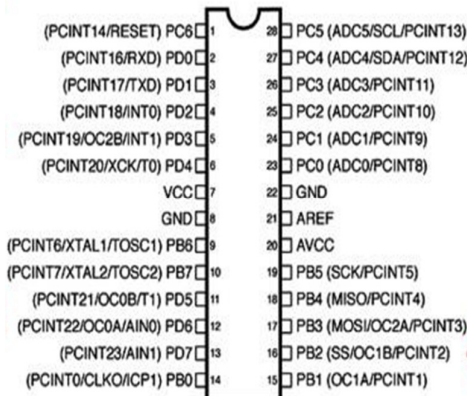 (PCINT14/RESET) PC6 1 28 PC5 (ADC5/SCL/PCINT13)
(PCINT16/RXD) PD0 2 27 PC4 (ADC4/SDA/PCINT12)
(PCINT17/TXD) PD1 3 26 PC3 (ADC3/PCINT11)
(PCINT18/INT0) PD2 4 25 PC2 (ADC2/PCINT10)
(PCINT19/OC2B/INT1) PD3 5 24 PC1 (ADC1/PCINT9)
(PCINT20/XCK/T0) PD4 6 23 PC0 (ADC0/PCINT8)
VCC 7 22 GND
GND 8 21 AREF
(PCINT6/XTAL1/TOSC1) PB6 9 20 AVCC
(PCINT7/XTAL2/TOSC2) PB7 10 19 PB5 (SCK/PCINT5)
(PCINT21/OC0B/T1) PD5 11 18 PB4 (MISO/PCINT4)
(PCINT22/OC0A/AIN0) PD6 12 17 PB3 (MOSI/OC2A/PCINT3)
(PCINT23/AIN1) PD7 13 16 PB2 (SS/OC1B/PCINT2)
(PCINT0/CLKO/ICP1) PB0 14 15 PB1 (OC1A/PCINT1)